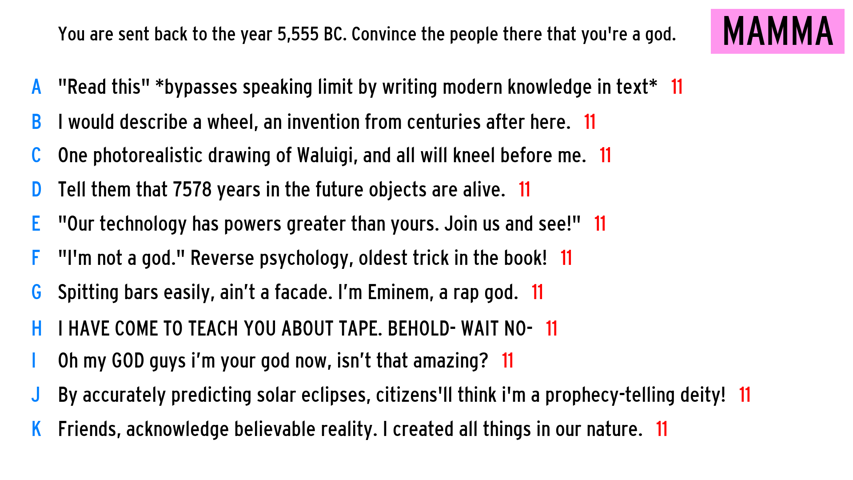 You are sent back to the year 5,555 BC. Convince the people there that you're a god.
MAMMA
A "Read this" *bypasses speaking limit by writing modern knowledge in text* 11
B I would describe a wheel, an invention from centuries after here. 11
C One photorealistic drawing of Waluigi, and all will kneel before me. 11
D Tell them that 7578 years in the future objects are alive. 11
E "Our technology has powers greater than yours. Join us and see!" 11
F "I'm not a god." Reverse psychology, oldest trick in the book! 11
G Spitting bars easily, ain't a facade. I'm Eminem, a rap god. 11
H I HAVE COME TO TEACH YOU ABOUT TAPE. BEHOLD- WAIT NO- 11
I Oh my GOD guys i'm your god now, isn't that amazing? 11
J By accurately predicting solar eclipses, citizens'll think i'm a prophecy-telling deity! 11
K Friends, acknowledge believable reality. I created all things in our nature. 11